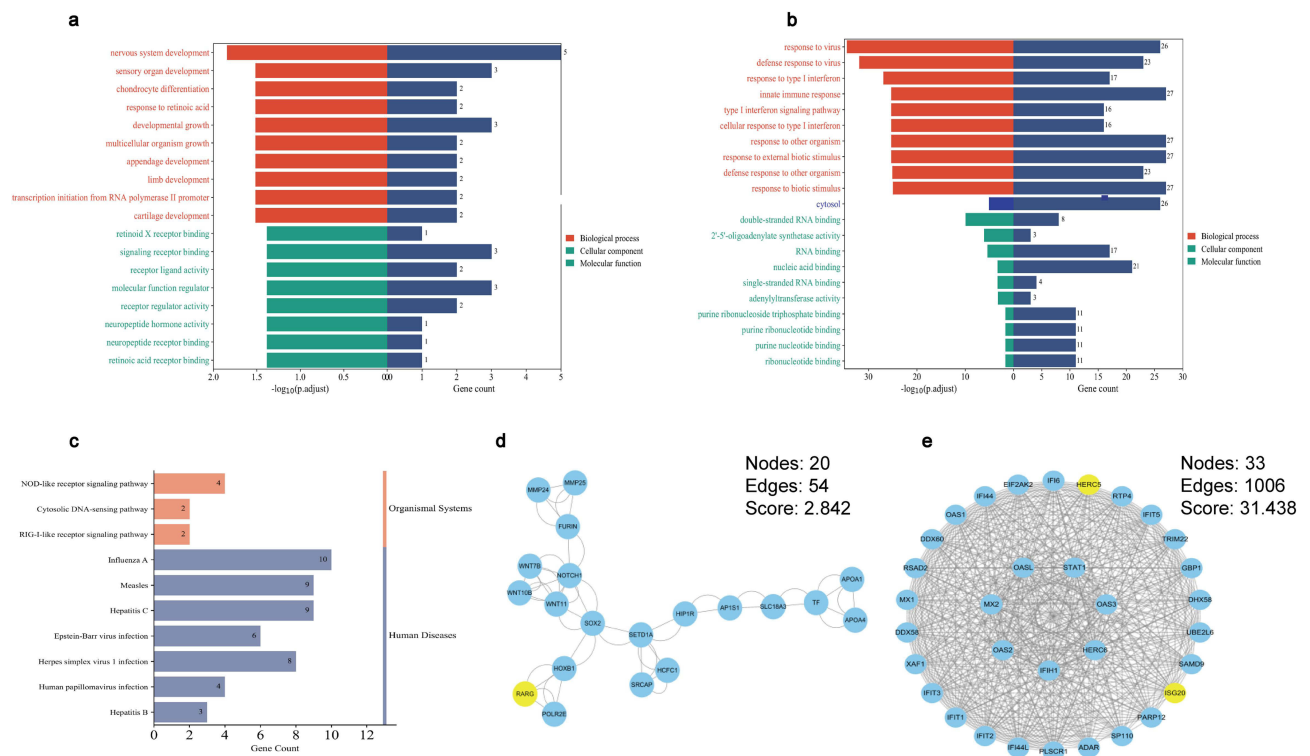 a
nervous system development
5
sensory organ development
3
chondrocyte differentiation
2
response to retinoic acid
2
developmental growth
3
multicellular organism growth
2
appendage development
2
limb development
2
transcription initiation from RNA polymerase II promoter
2
cartilage development
2
retinoid X receptor binding
1
signaling receptor binding
3
receptor ligand activity
2
molecular function regulator
3
receptor regulator activity
2
neuropeptide hormone activity
1
neuropeptide receptor binding
1
retinoic acid receptor binding
1
Biological process
Cellular component
Molecular function
2.0 1.5 1.0 0.5 0.0 0 1 2 3 4 5
-log10(p.adjust) Gene count
b
response to virus
26
defense response to virus
23
response to type I interferon
17
innate immune response
27
type I interferon signaling pathway
16
cellular response to type I interferon
16
response to other organism
27
response to external biotic stimulus
27
defense response to other organism
23
response to biotic stimulus
27
cytosol
26
double-stranded RNA binding
8
2'-5'-oligoadenylate synthetase activity
3
RNA binding
17
nucleic acid binding
21
single-stranded RNA binding
4
adenylyltransferase activity
3
purine ribonucleoside triphosphate binding
11
purine ribonucleotide binding
11
purine nucleotide binding
11
ribonucleotide binding
11
Biological process
Cellular component
Molecular function
30 20 10 0 5 10 15 20 25 30
-log10(p.adjust) Gene count
c
NOD-like receptor signaling pathway
4
Cytosolic DNA-sensing pathway
2
RIG-I-like receptor signaling pathway
2
Influenza A
10
Measles
9
Hepatitis C
9
Epstein-Barr virus infection
6
Herpes simplex virus 1 infection
8
Human papillomavirus infection
4
Hepatitis B
3
Organismal Systems
Human Diseases
0 2 4 6 8 10 12
Gene Count
d
Nodes: 20
Edges: 54
Score: 2.842
MMP24
MMP25
FURIN
WNT7B
NOTCH1
WNT10B
WNT11
SOX2
HIP1R
AP1S1
SLC18A3
TF
APOA1
APOA4
SETD1A
HCFC1
SRCAP
HOXB1
RARG
POLR2E
e
Nodes: 33
Edges: 1006
Score: 31.438
IFI6
HERC5
EIF2AK2
RTP4
IFI44
IFIT5
OAS1
TRIM22
DDX60
GBP1
RSAD2
OASL
STAT1
DHX58
MX1
MX2
OAS3
UBE2L6
DDX58
OAS2
HERC6
SAMD9
XAF1
IFIH1
ISG20
IFIT3
PARP12
IFIT1
SP110
IFIT2
ADAR
IFI44L
PLSCR1